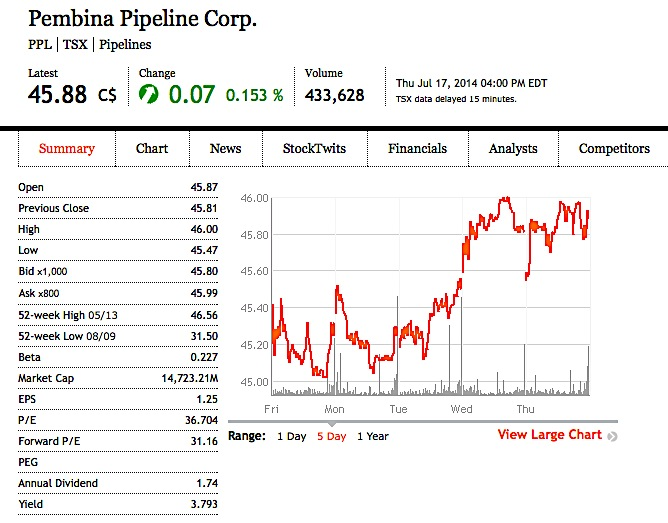 Pembina Pipeline Corp.
PPL | TSX | Pipelines
Latest
45.88 C$
Change
0.07 0.153 %
Volume
433,628
Thu Jul 17, 2014 04:00 PM EDT
TSX data delayed 15 minutes.
Summary
Chart
News
StockTwits
Financials
Analysts
Competitors
Open 45.87
Previous Close 45.81
High 46.00
Low 45.47
Bid x1,000 45.80
Ask x800 45.99
52-week High 05/13 46.56
52-week Low 08/09 31.50
Beta 0.227
Market Cap 14,723.21M
EPS 1.25
P/E 36.704
Forward P/E 31.16
PEG
Annual Dividend 1.74
Yield 3.793
46.00
45.80
45.60
45.40
45.20
45.00
Fri Mon Tue Wed Thu
Range: 1 Day 5 Day 1 Year
View Large Chart